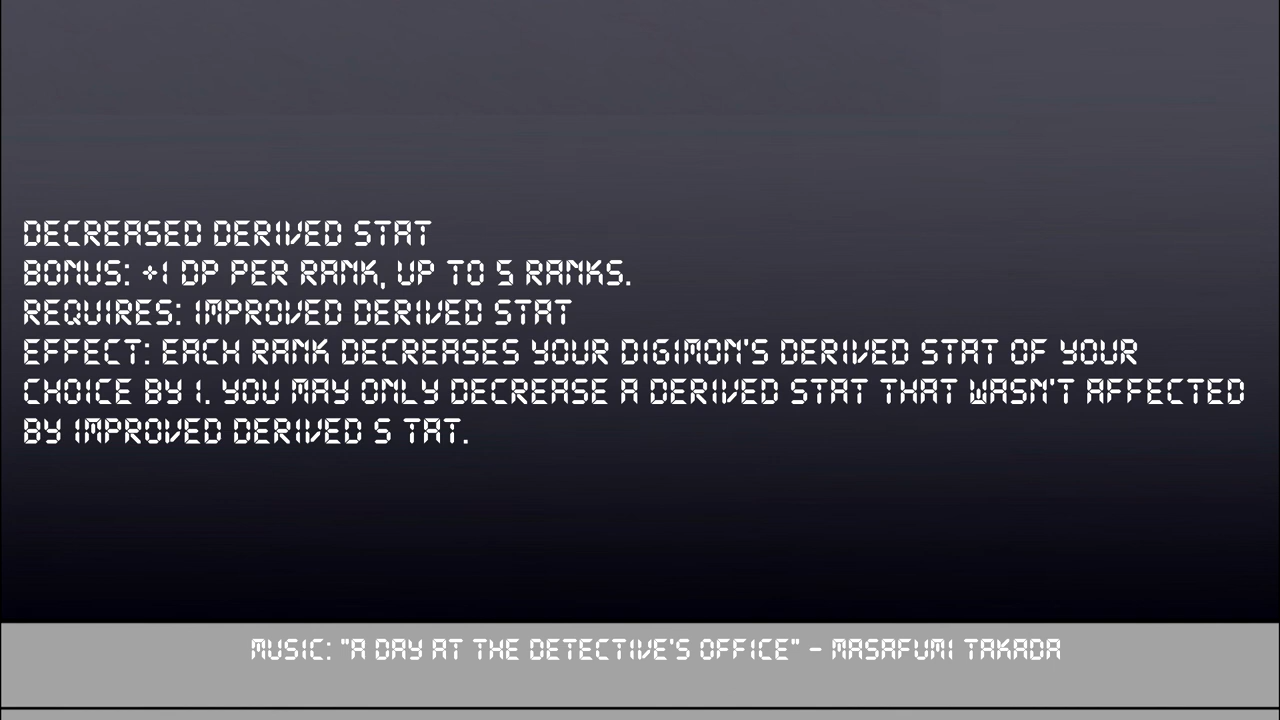 DECREASED DERIVED STAT
BONUS: +1 DP PER RANK, UP TO 5 RANKS.
REQUIRES: IMPROVED DERIVED STAT
EFFECT: EACH RANK DECREASES YOUR DIGIMON'S DERIVED STAT OF YOUR
CHOICE BY 1. YOU MAY ONLY DECREASE A DERIVED STAT THAT WASN'T AFFECTED
BY IMPROVED DERIVED S TAT.
MUSIC: "A DAY AT THE DETECTIVE'S OFFICE" - MASAFUMI TAKADA